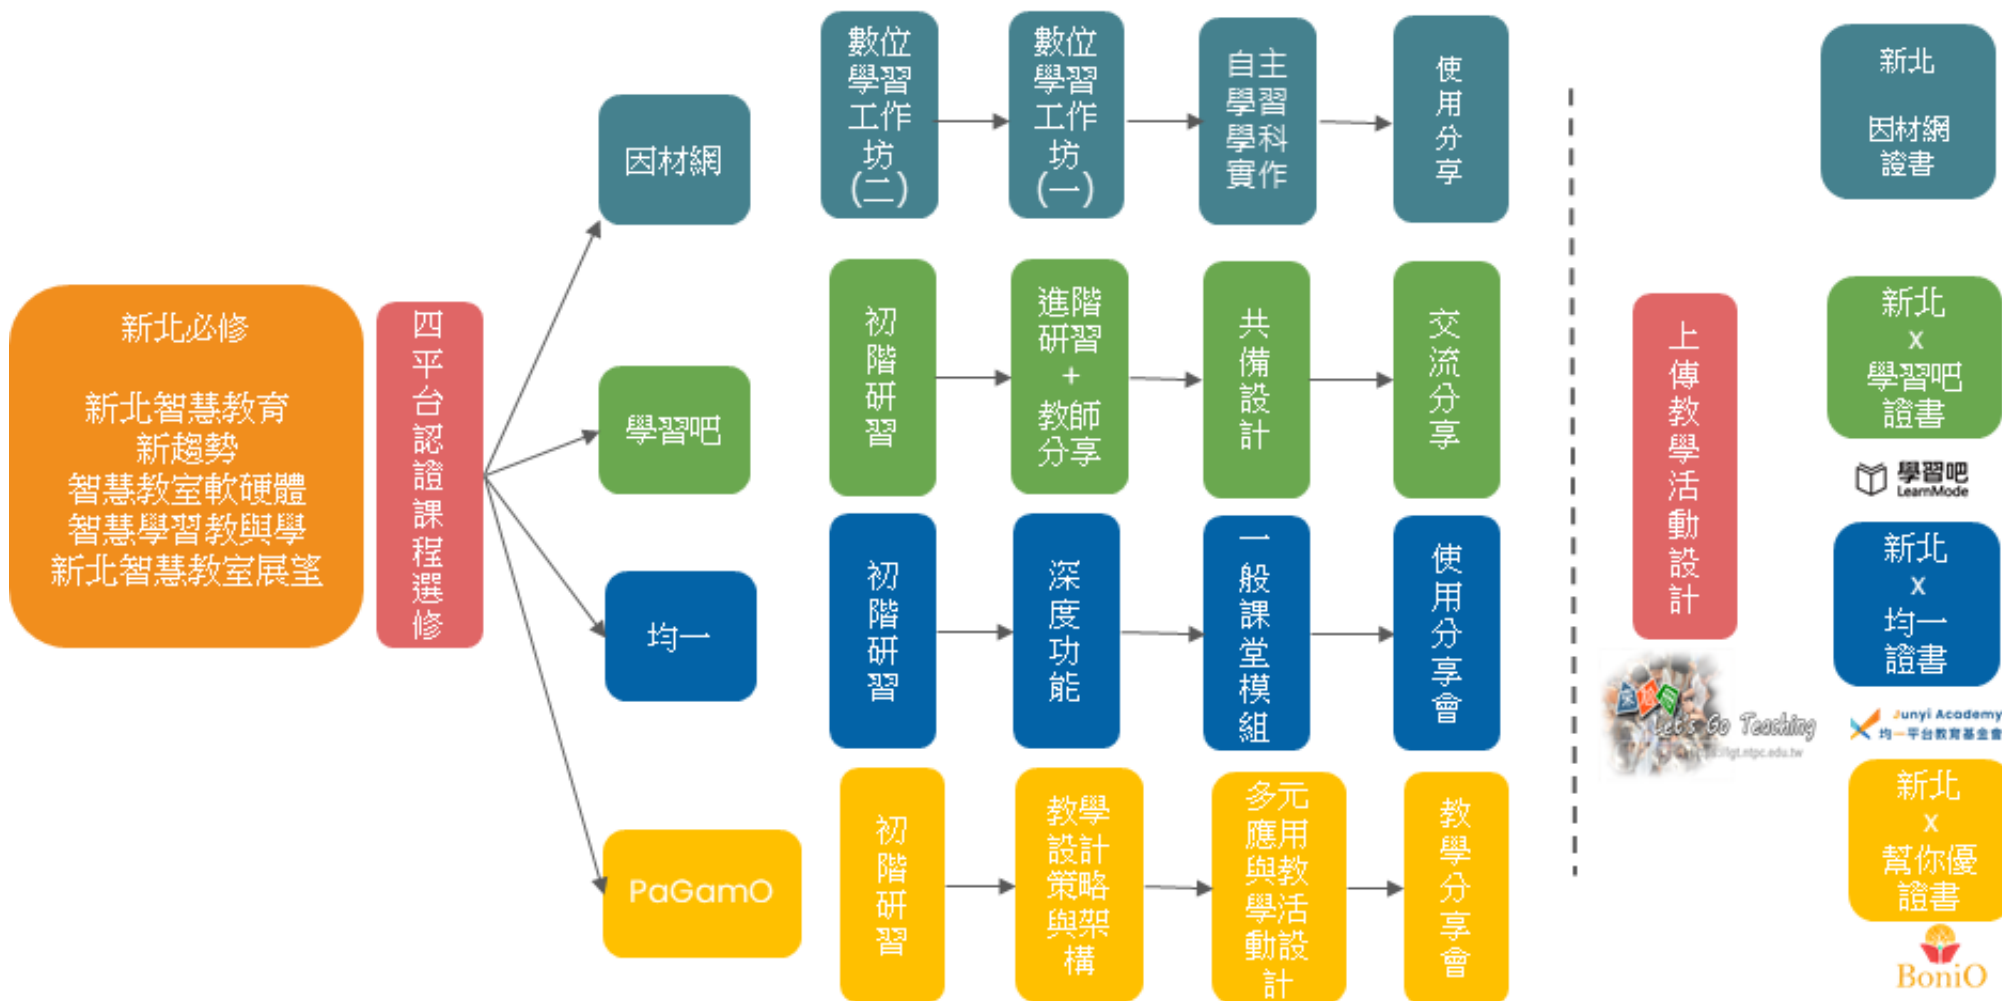 新北必修
新北智慧教育
新趨勢
智慧教室軟硬體
智慧學習教與學
新北智慧教室展望
四平台認證課程選修
因材網
數位
學習
工作
坊
(二)
數位
學習
工作
坊
(一)
自主
學習
學科
實作
使用分享
學習吧
初階研習
進階
研習
+
教師
分享
共備設計
交流分享
均一
初階研習
深度功能
一般課堂模組
使用分享會
PaGamO
初階研習
教學
設計
策略
與架
構
多元
應用
與教
學活
動設
計
教學分享會
上傳教學活動設計
Let's Go Teaching
lgt.ntpc.edu.tw
新北
因材網
證書
新北
x
學習吧
證書
學習吧
LearnMode
新北
x
均一
證書
Junyi Academy
均一平台教育基金會
新北
x
幫你優
證書
BoniO